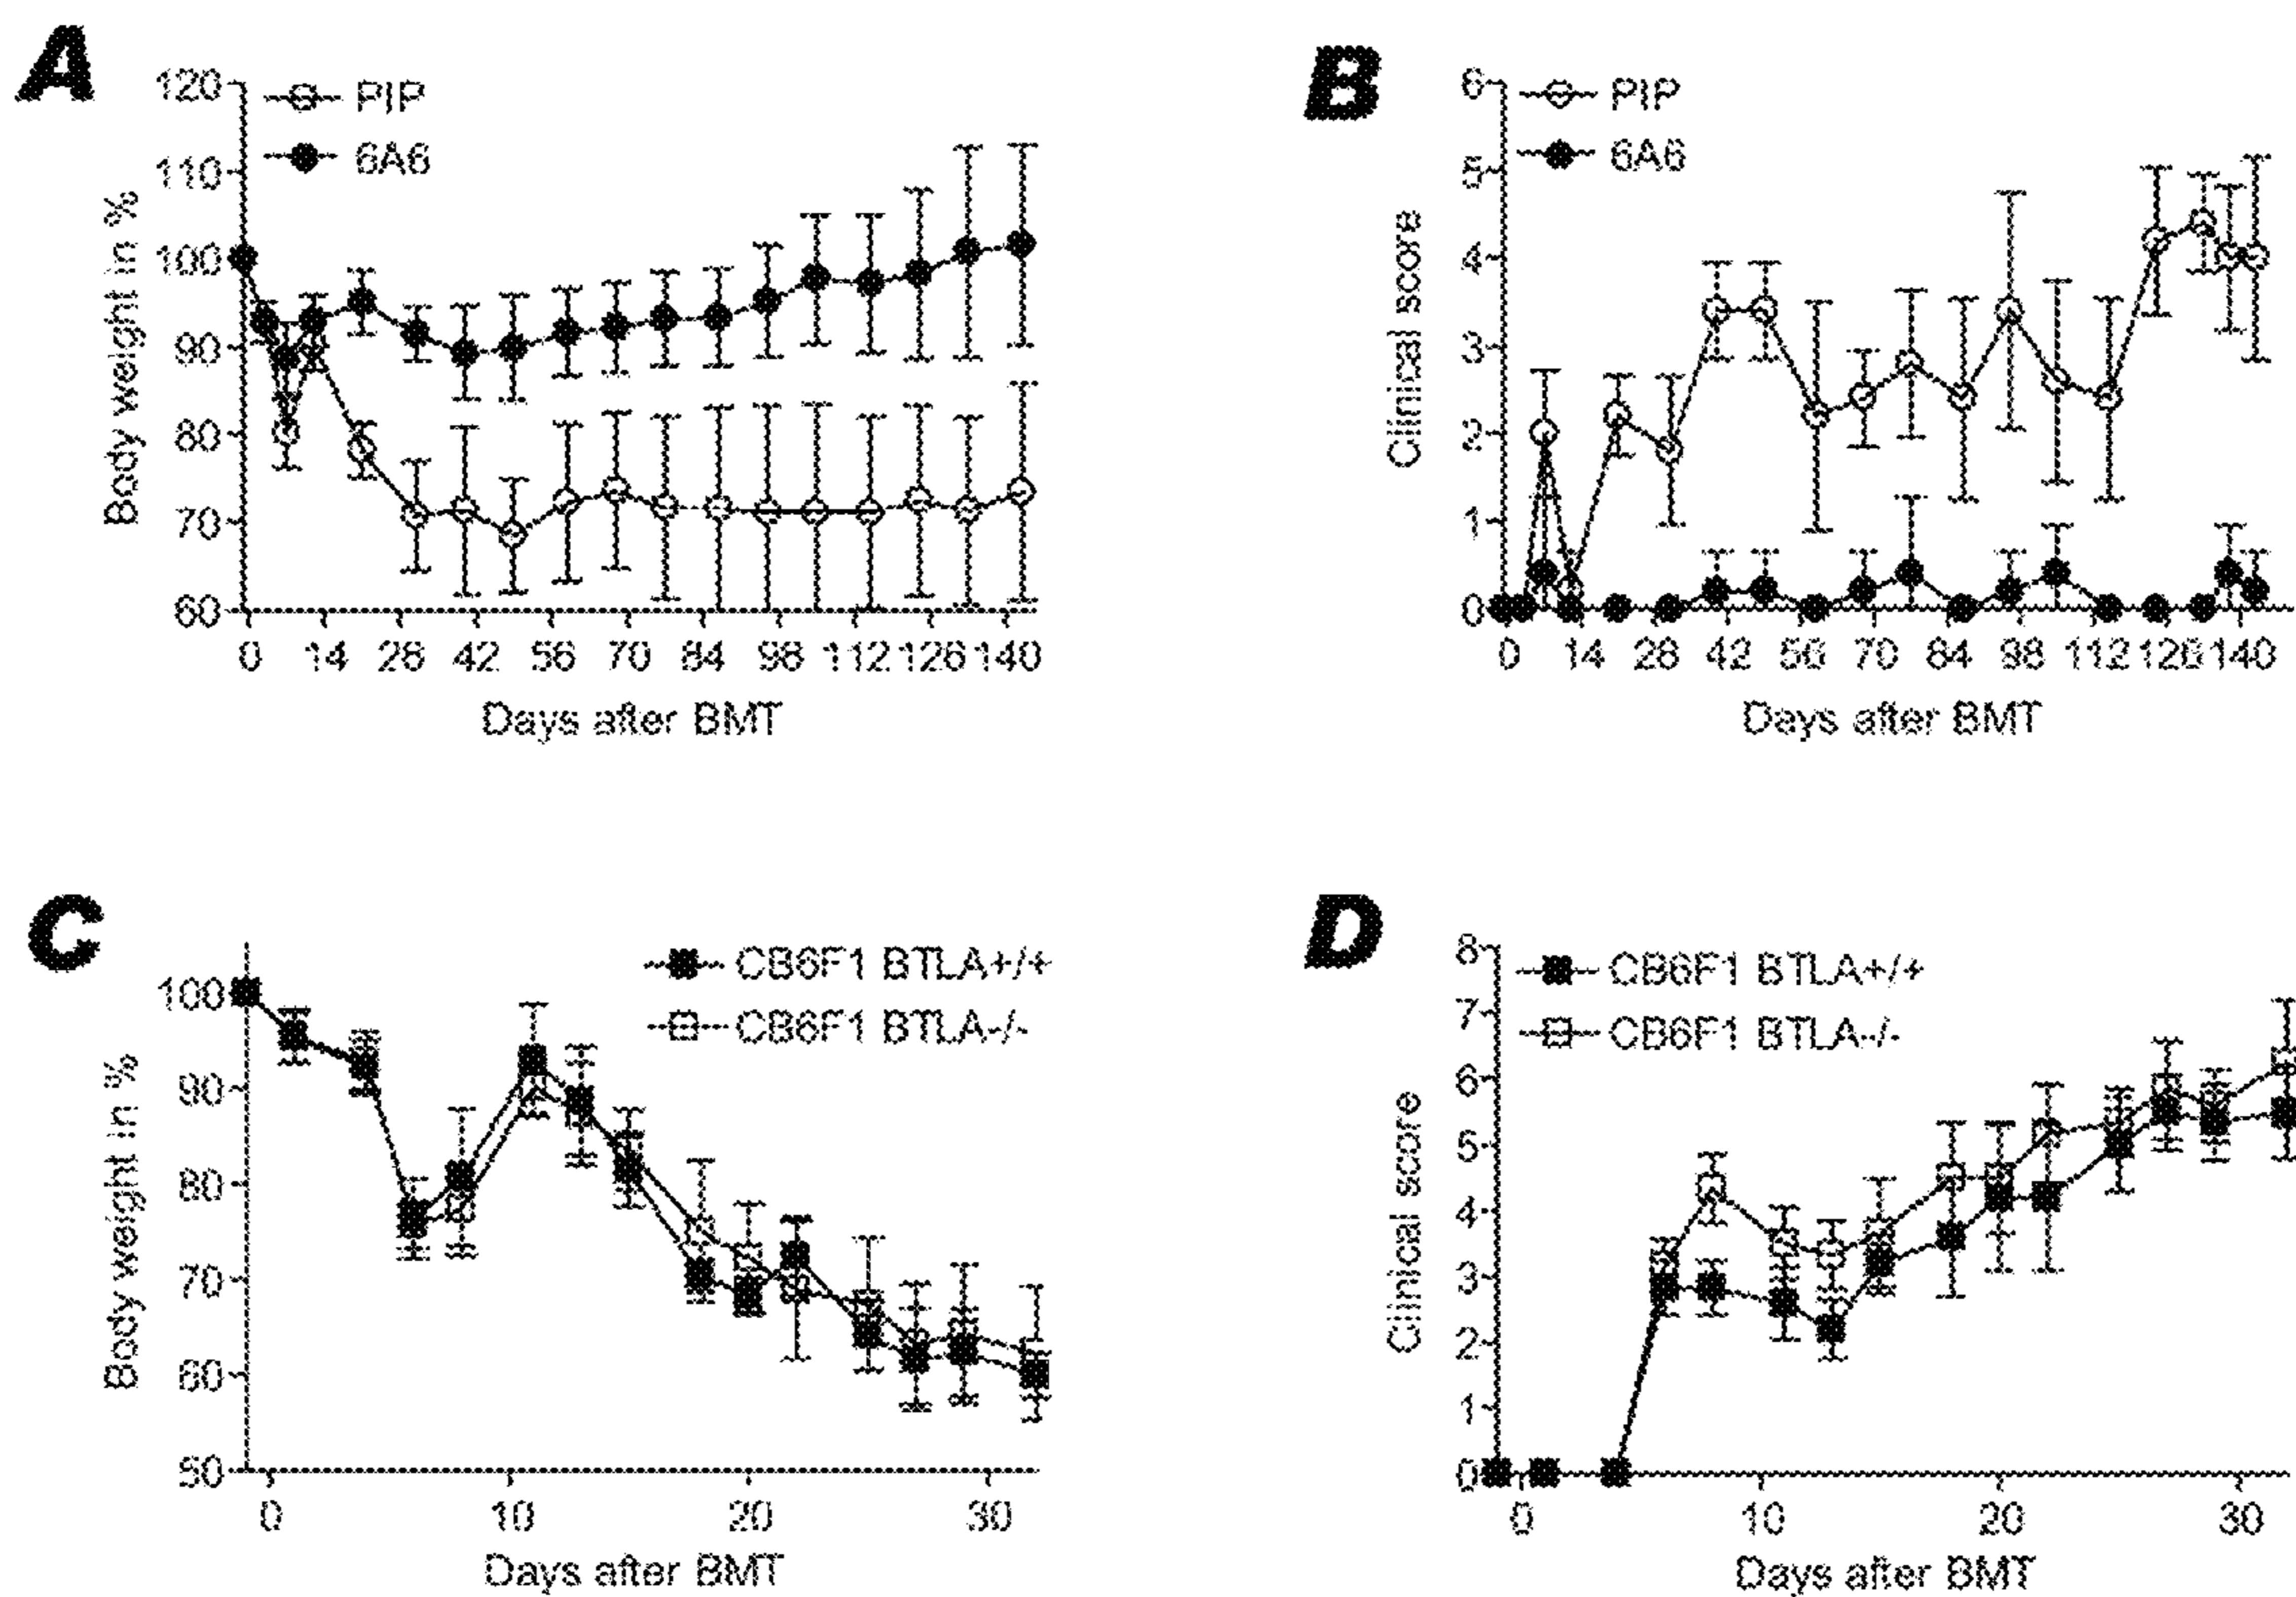 A
120
110
100
90
80
70
60
Body weight in %
PIP
6A6
0 14 28 42 56 70 84 98 112 126 140
Days after BMT
B
6
5
4
3
2
1
0
Clinical score
PIP
6A6
0 14 28 42 56 70 84 98 112 126 140
Days after BMT
C
100
90
80
70
60
50
Body weight in %
CB6F1 BTLA+/+
CB6F1 BTLA-/-
0 10 20 30
Days after BMT
D
8
7
6
5
4
3
2
1
0
Clinical score
CB6F1 BTLA+/+
CB6F1 BTLA-/-
0 10 20 30
Days after BMT